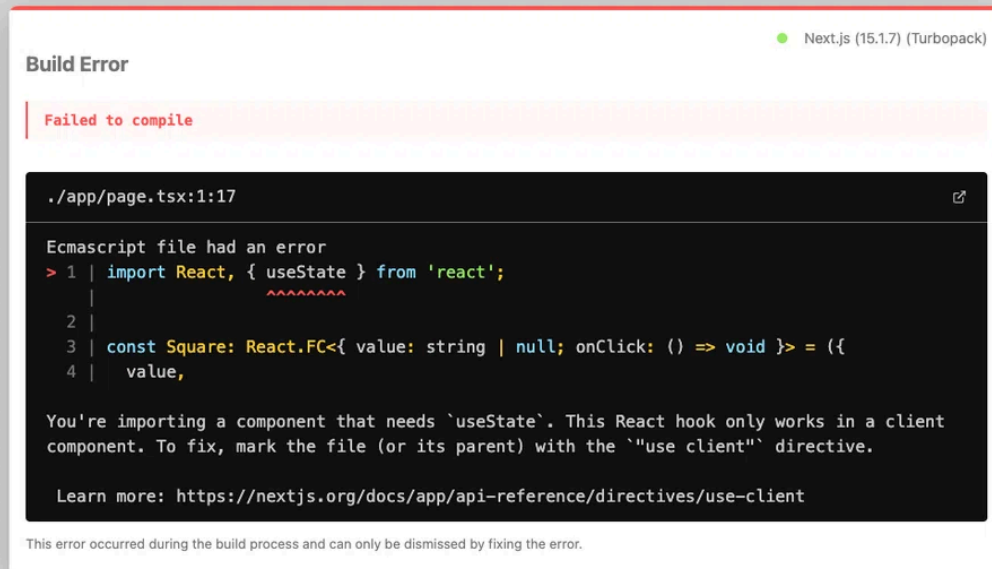 Next.js (15.1.7) (Turbopack)
Build Error
Failed to compile
./app/page.tsx:1:17
Ecmascript file had an error
> 1 | import React, { useState } from 'react';
| ^^^^^^^^
2 |
3 | const Square: React.FC<{ value: string | null; onClick: () => void }> = ({
4 | value,
You're importing a component that needs `useState`. This React hook only works in a client
component. To fix, mark the file (or its parent) with the `"use client"` directive.
Learn more: https://nextjs.org/docs/app/api-reference/directives/use-client
This error occurred during the build process and can only be dismissed by fixing the error.